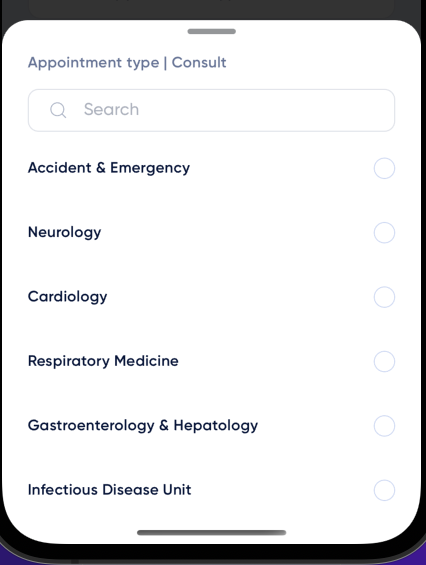 Appointment type | Consult
Search
Accident & Emergency
Neurology
Cardiology
Respiratory Medicine
Gastroenterology & Hepatology
Infectious Disease Unit